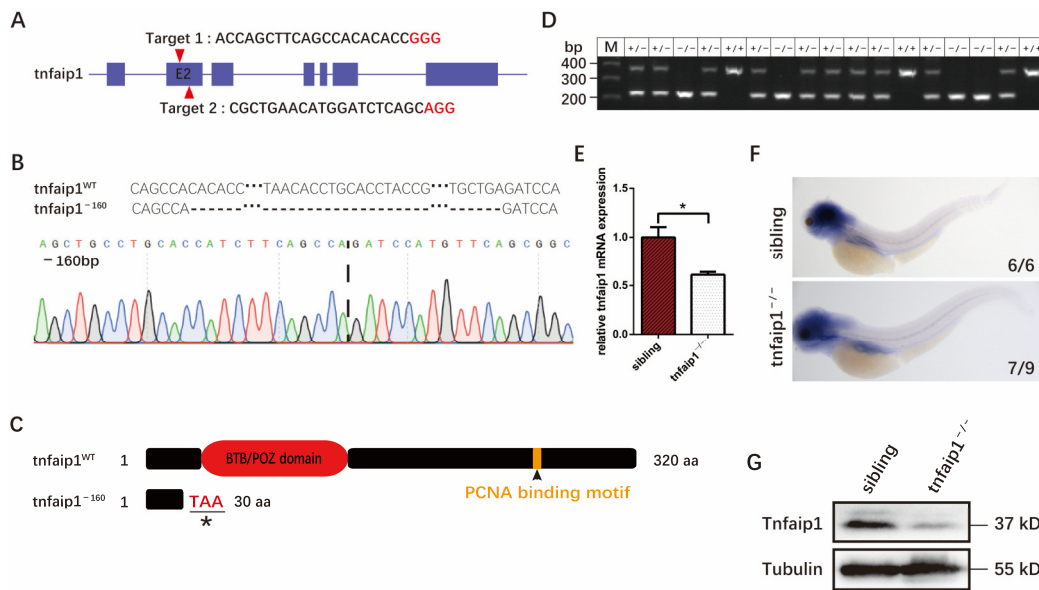 A
Target 1 : ACCAGCTTCAGCCACACACCGGG
tnfaip1
E2
Target 2 : CGCTGAACATGGATCTCAGCAGG
B
tnfaip1WT CAGCCACACACC···TAACACCTGCACCTACCG···TGCTGAGATCCA
tnfaip1−160 CAGCCA------···------------------···------GATCCA
AGCTGCCTGCACCATCTTCAGCCAGATCCATGTTCAGCGGC
−160bp
C
tnfaip1WT 1 BTB/POZ domain 320 aa
PCNA binding motif
tnfaip1−160 1 TAA 30 aa
*
D
bp M +/− +/− −/− +/− +/+ +/− −/− +/− +/− +/− +/− +/+ +/− −/− −/− +/− +/+
400
300
200
E
relative tnfaip1 mRNA expression
1.5
1.0
0.5
0.0
*
sibling
tnfaip1−/−
F
sibling
6/6
tnfaip1−/−
7/9
G
sibling tnfaip1−/−
Tnfaip1 37 kD
Tubulin 55 kD